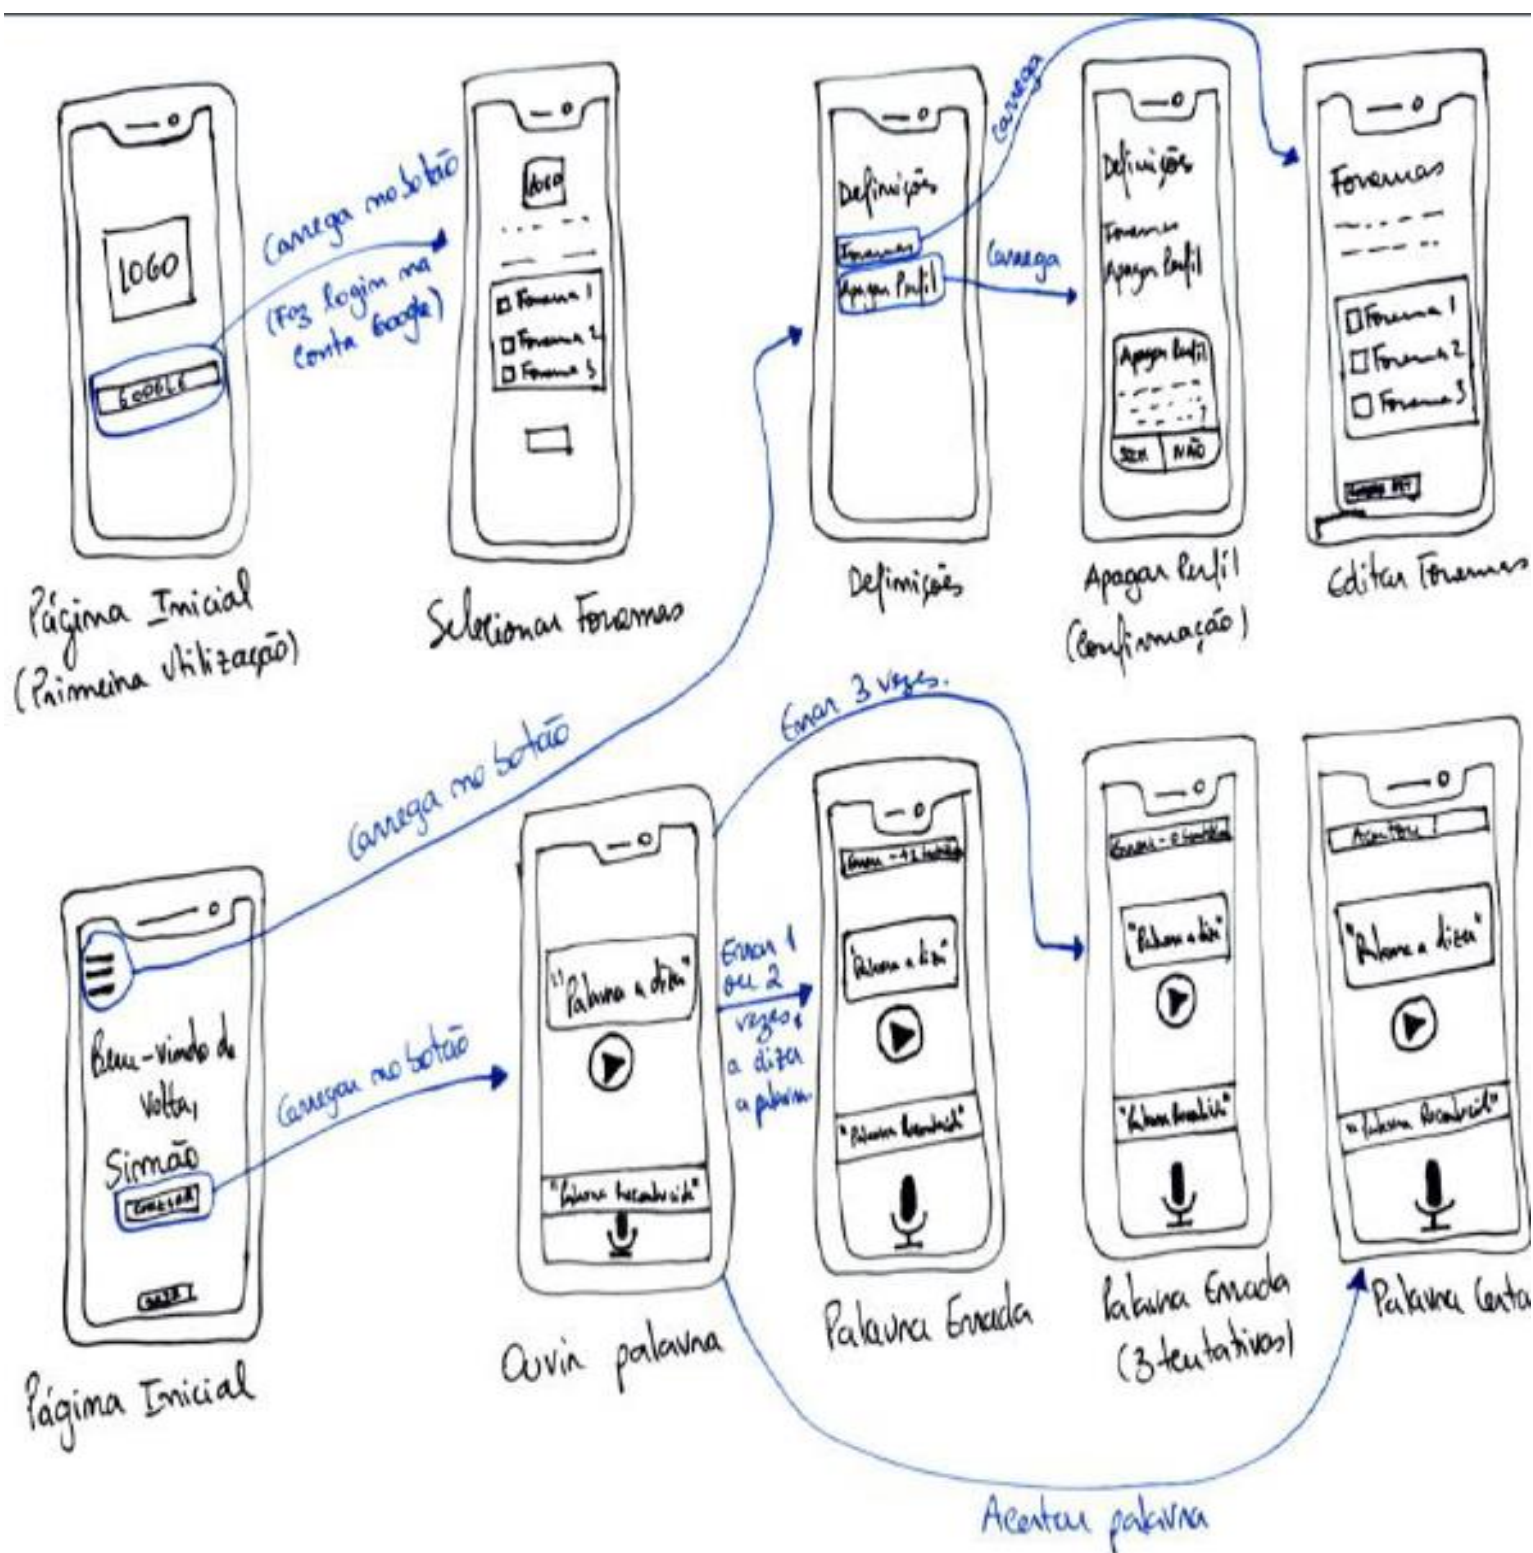 LOGO
GOOGLE
Página Inicial
(Primeira Utilização)
Carrega no botão
(Faz login na
conta Google)
LOGO
Fonema 1
Fonema 2
Fonema 3
Selecionar Fonemas
Definições
Fonemas
Apagar Perfil
Definições
Carrega
Carrega
Definições
Fonemas
Apagar Perfil
Apagar Perfil
?
SIM
NÃO
Apagar Perfil
(Confirmação)
Fonemas
Fonema 1
Fonema 2
Fonema 3
Editar Fonemas
Carrega no botão
Bem-vindo de
volta,
Simão
Página Inicial
Carregar no botão
"Palavra a dizer"
"Palavra Reconhecida"
Ouvir palavra
Errar 3 vezes.
Errar 1
ou 2
vezes,
a dizer
a palavra.
"Palavra a dizer"
"Palavra Reconhecida"
Palavra Errada
"Palavra a dizer"
"Palavra Reconhecida"
Palavra Errada
(3 tentativas)
Acertou!
"Palavra a dizer"
"Palavra Reconhecida"
Palavra Certa
Acertou palavra